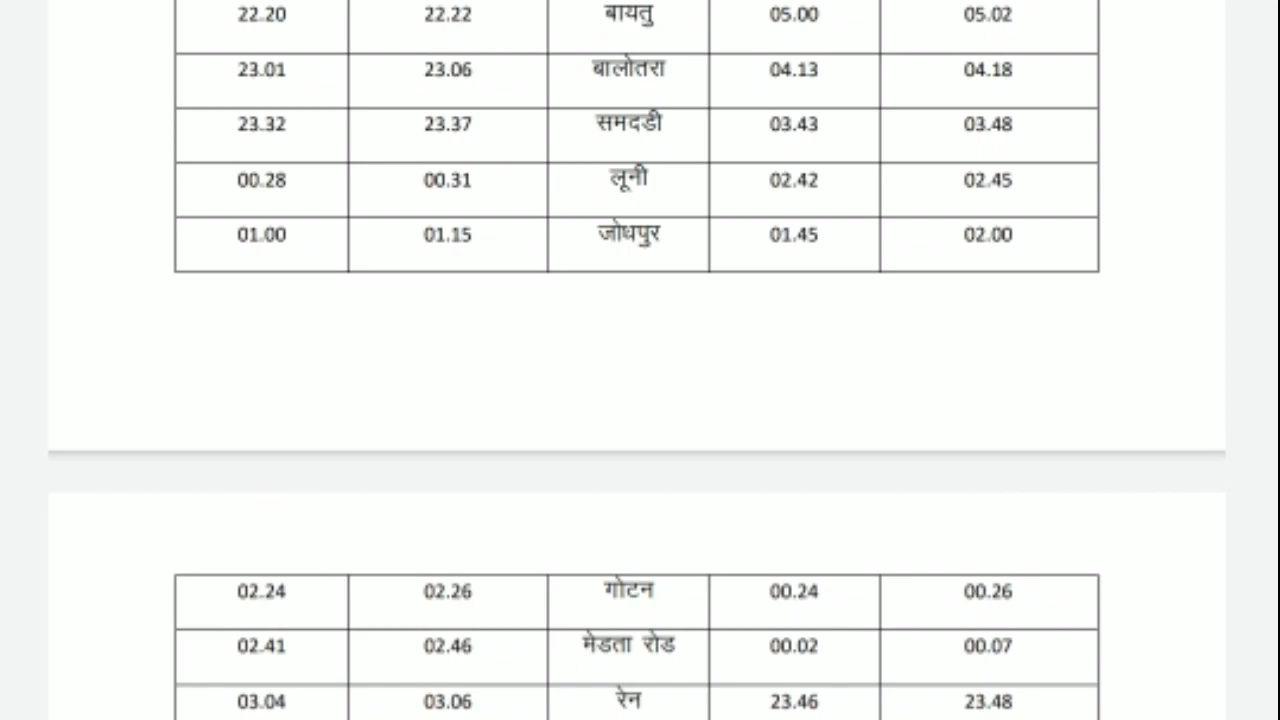 22.20 22.22 बायतु 05.00 05.02
23.01 23.06 बालोतरा 04.13 04.18
23.32 23.37 समदडी 03.43 03.48
00.28 00.31 लूनी 02.42 02.45
01.00 01.15 जोधपुर 01.45 02.00
02.24 02.26 गोटन 00.24 00.26
02.41 02.46 मेडता रोड 00.02 00.07
03.04 03.06 रेन 23.46 23.48